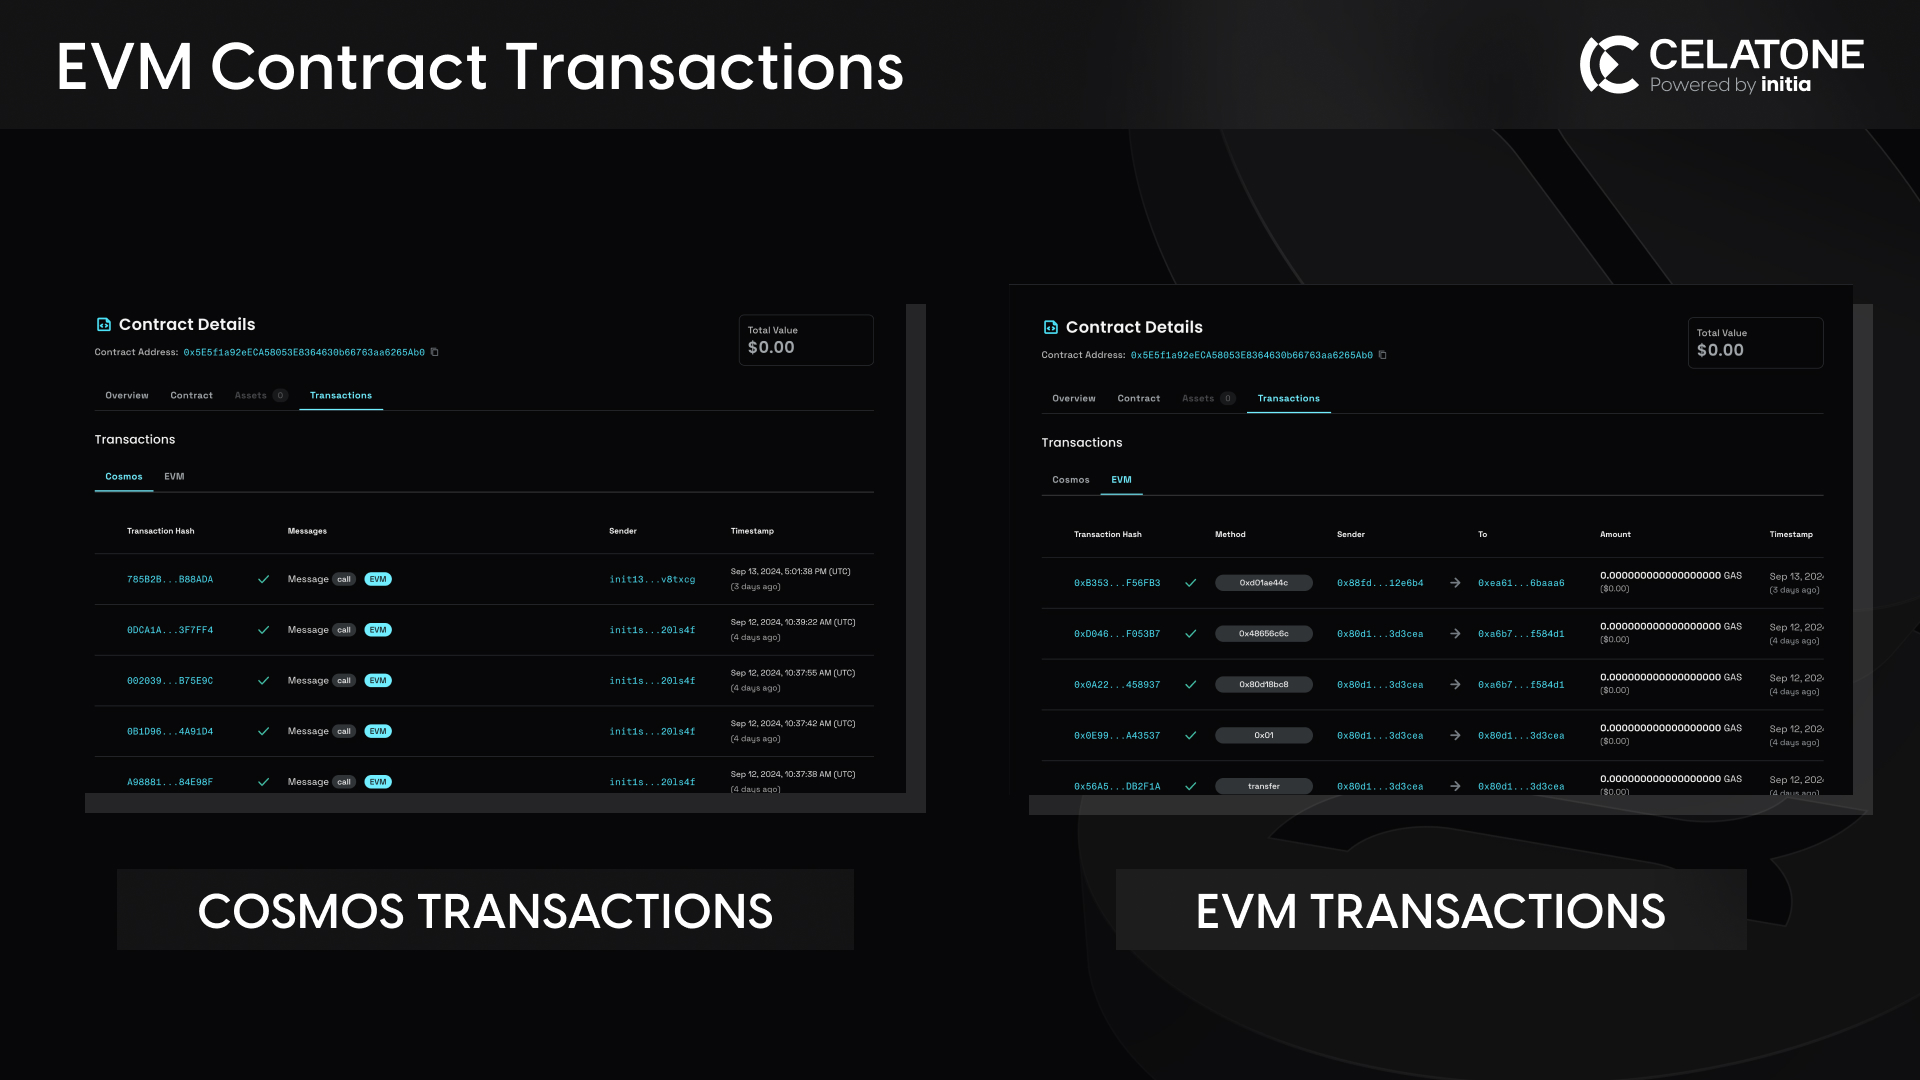 EVM Contract Transactions
CELATONE
Powered by initia
Contract Details
Contract Address: 0x5E5f1a92eECA58053E8364630b66763aa6265Ab0
Total Value
$0.00
Overview Contract Assets 0 Transactions
Transactions
Cosmos EVM
Transaction Hash Messages Sender Timestamp
785B2B...B88ADA Message call EVM init13...v8txcg Sep 13, 2024, 5:01:38 PM (UTC)
(3 days ago)
0DCA1A...3F7FF4 Message call EVM init1s...20ls4f Sep 12, 2024, 10:39:22 AM (UTC)
(4 days ago)
002039...B75E9C Message call EVM init1s...20ls4f Sep 12, 2024, 10:37:55 AM (UTC)
(4 days ago)
0B1D96...4A91D4 Message call EVM init1s...20ls4f Sep 12, 2024, 10:37:42 AM (UTC)
(4 days ago)
A98881...84E98F Message call EVM init1s...20ls4f Sep 12, 2024, 10:37:38 AM (UTC)
(4 days ago)
COSMOS TRANSACTIONS
Contract Details
Contract Address: 0x5E5f1a92eECA58053E8364630b66763aa6265Ab0
Total Value
$0.00
Overview Contract Assets 0 Transactions
Transactions
Cosmos EVM
Transaction Hash Method Sender To Amount Timestamp
0xB353...F56FB3 0xd01ae44c 0x88fd...12e6b4 0xea61...6baaa6 0.000000000000000000 GAS Sep 13, 202
($0.00) (3 days ago)
0xD046...F053B7 0x48656c6c 0x80d1...3d3cea 0xa6b7...f584d1 0.000000000000000000 GAS Sep 12, 202
($0.00) (4 days ago)
0x0A22...458937 0x80d18bc8 0x80d1...3d3cea 0xa6b7...f584d1 0.000000000000000000 GAS Sep 12, 202
($0.00) (4 days ago)
0x0E99...A43537 0x01 0x80d1...3d3cea 0x80d1...3d3cea 0.000000000000000000 GAS Sep 12, 202
($0.00) (4 days ago)
0x56A5...DB2F1A transfer 0x80d1...3d3cea 0x80d1...3d3cea 0.000000000000000000 GAS Sep 12, 202
($0.00) (4 days ago)
EVM TRANSACTIONS